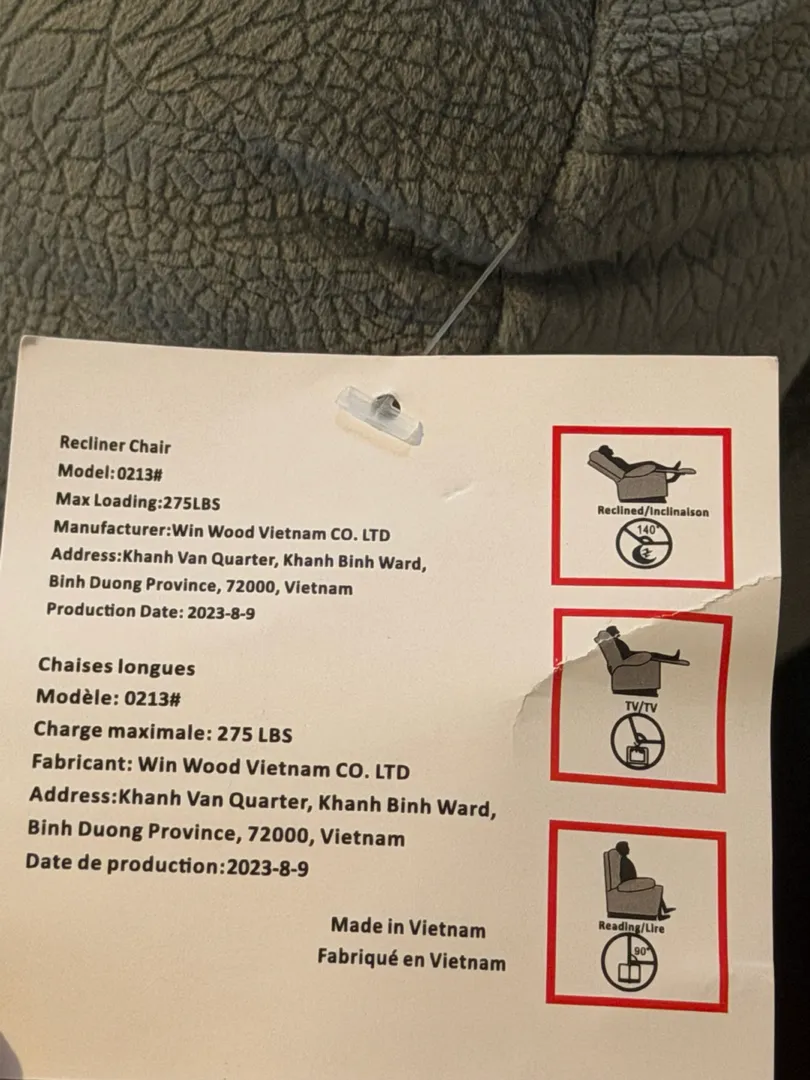 Recliner Chair
Model:0213#
Max Loading:275LBS
Manufacturer:Win Wood Vietnam CO. LTD
Address:Khanh Van Quarter, Khanh Binh Ward,
Binh Duong Province, 72000, Vietnam
Production Date: 2023-8-9
Chaises longues
Modèle: 0213#
Charge maximale: 275 LBS
Fabricant: Win Wood Vietnam CO. LTD
Address:Khanh Van Quarter, Khanh Binh Ward,
Binh Duong Province, 72000, Vietnam
Date de production:2023-8-9
Made in Vietnam
Fabriqué en Vietnam
Reclined/Inclinaison
140°
TV/TV
Reading/Lire
90°